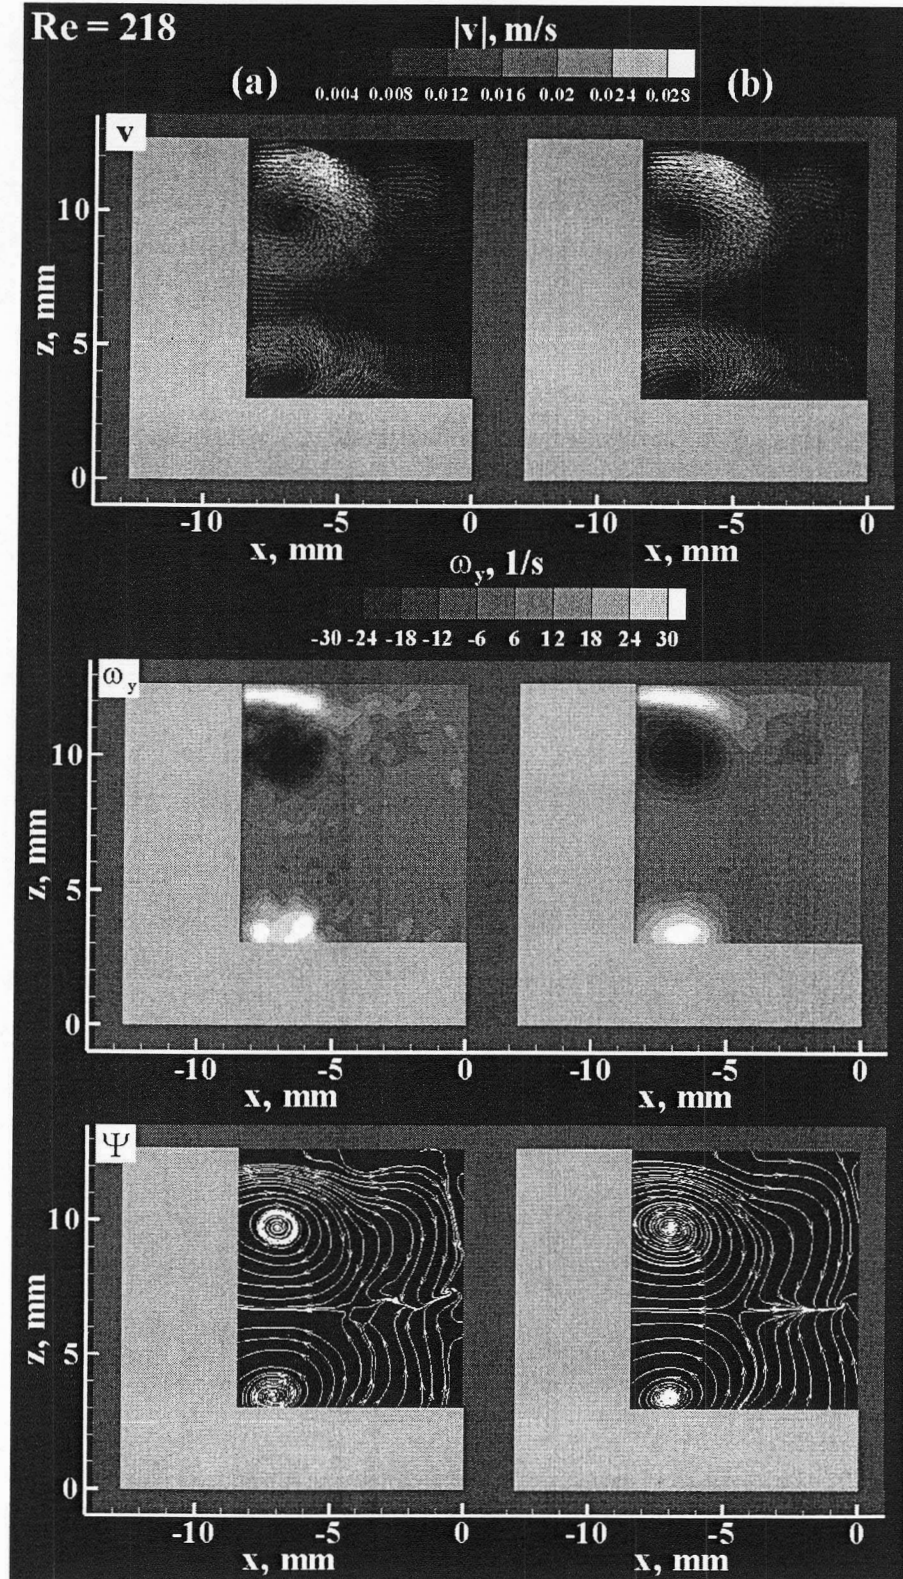 Re = 218
|v|, m/s
(a)
(b)
0.004 0.008 0.012 0.016 0.02 0.024 0.028
v
10
5
0
z, mm
-10 -5 0 -10 -5 0
x, mm x, mm
ω_y, 1/s
-30 -24 -18 -12 -6 6 12 18 24 30
ω_y
10
5
0
z, mm
-10 -5 0 -10 -5 0
x, mm x, mm
Ψ
10
5
0
z, mm
-10 -5 0 -10 -5 0
x, mm x, mm